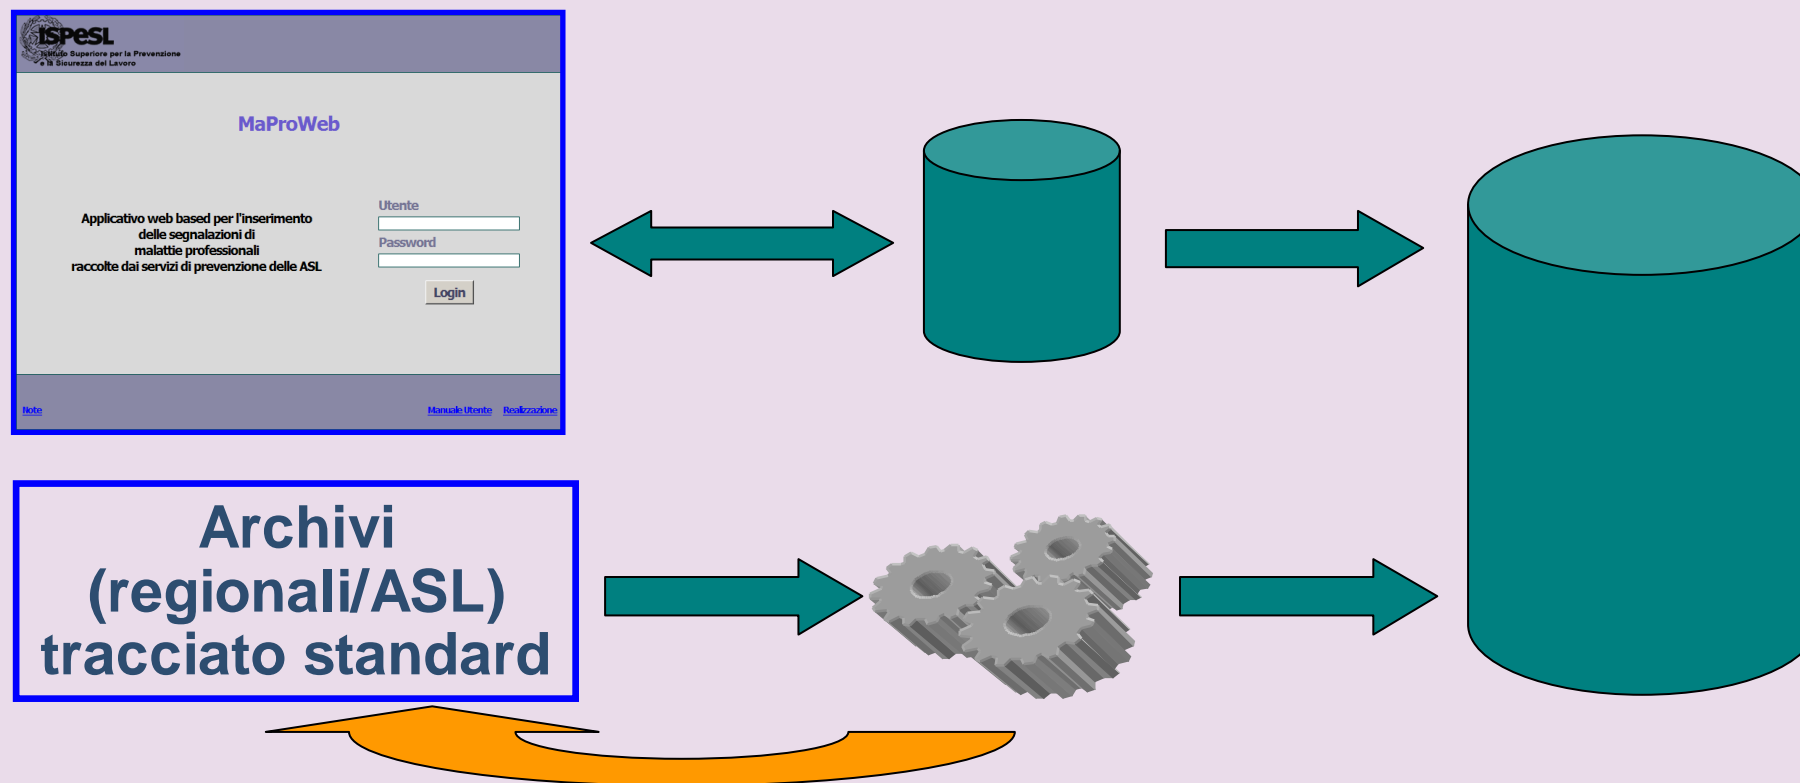 ISPeSL
Istituto Superiore per la Prevenzione
e la Sicurezza del Lavoro
MaProWeb
Applicativo web based per l'inserimento
delle segnalazioni di
malattie professionali
raccolte dai servizi di prevenzione delle ASL
Utente
Password
Login
Note
Manuale Utente
Realizzazione
Archivi
(regionali/ASL)
tracciato standard